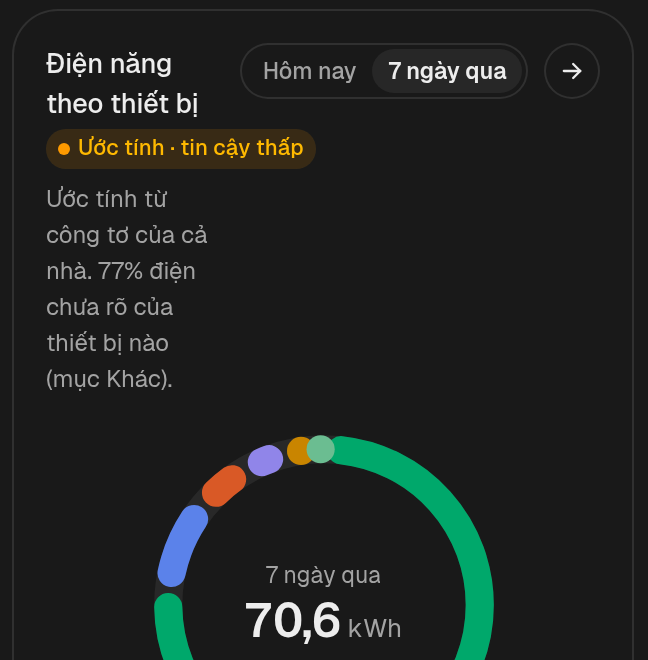 Điện năng
theo thiết bị
Hôm nay
7 ngày qua
Ước tính · tin cậy thấp
Ước tính từ
công tơ của cả
nhà. 77% điện
chưa rõ của
thiết bị nào
(mục Khác).
7 ngày qua
70,6 kWh